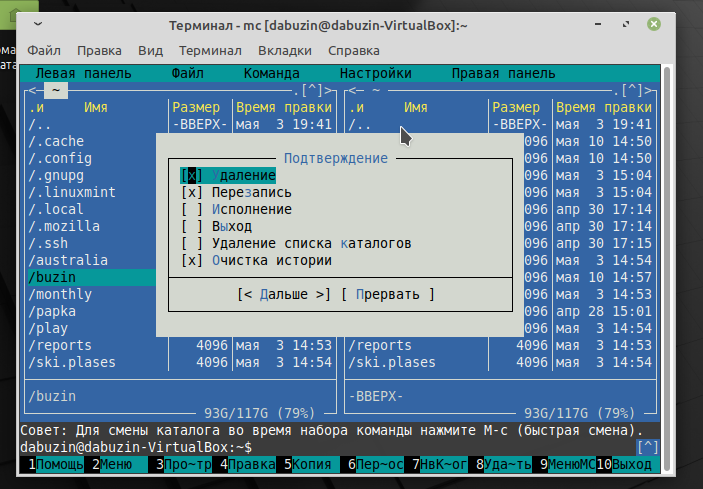 Терминал - mc [dabuzin@dabuzin-VirtualBox]:~
Файл Правка Вид Терминал Вкладки Справка
Левая панель Файл Команда Настройки Правая панель
<─ ~ .[^]> <─ ~ .[^]>
.и Имя Размер Время правки .и Имя Размер Время правки
/.. -ВВЕРХ- мая 3 19:41 /.. -ВВЕРХ- мая 3 19:41
/.cache 096 мая 10 14:50
/.config Подтверждение 096 мая 10 14:50
/.gnupg [x] Удаление 096 мая 3 15:04
/.linuxmint [x] Перезапись 096 мая 3 15:04
/.local [ ] Исполнение 096 апр 30 17:14
/.mozilla [ ] Выход 096 апр 30 17:14
/.ssh [ ] Удаление списка каталогов 096 апр 30 17:15
/australia [x] Очистка истории 096 мая 3 14:54
/buzin 096 мая 10 14:57
/monthly [< Дальше >] [ Прервать ] 096 мая 3 14:53
/papka 096 апр 28 15:01
/play 096 мая 3 14:54
/reports 4096 мая 3 14:53 /reports 4096 мая 3 14:53
/ski.plases 4096 мая 3 14:54 /ski.plases 4096 мая 3 14:54
/buzin -ВВЕРХ-
93G/117G (79%) 93G/117G (79%)
Совет: Для смены каталога во время набора команды нажмите M-c (быстрая смена).
dabuzin@dabuzin-VirtualBox:~$ [^]
1Помощь 2Меню 3Про~тр 4Правка 5Копия 6Пер~ос 7НвК~ог 8Уда~ть 9МенюMC 10Выход